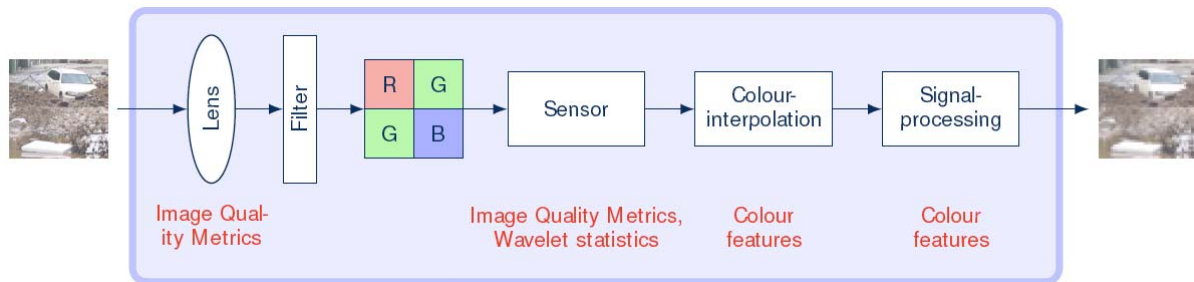 Lens
Filter
R G
G B
Sensor
Colour-
interpolation
Signal-
processing
Image Qual-
ity Metrics
Image Quality Metrics,
Wavelet statistics
Colour
features
Colour
features